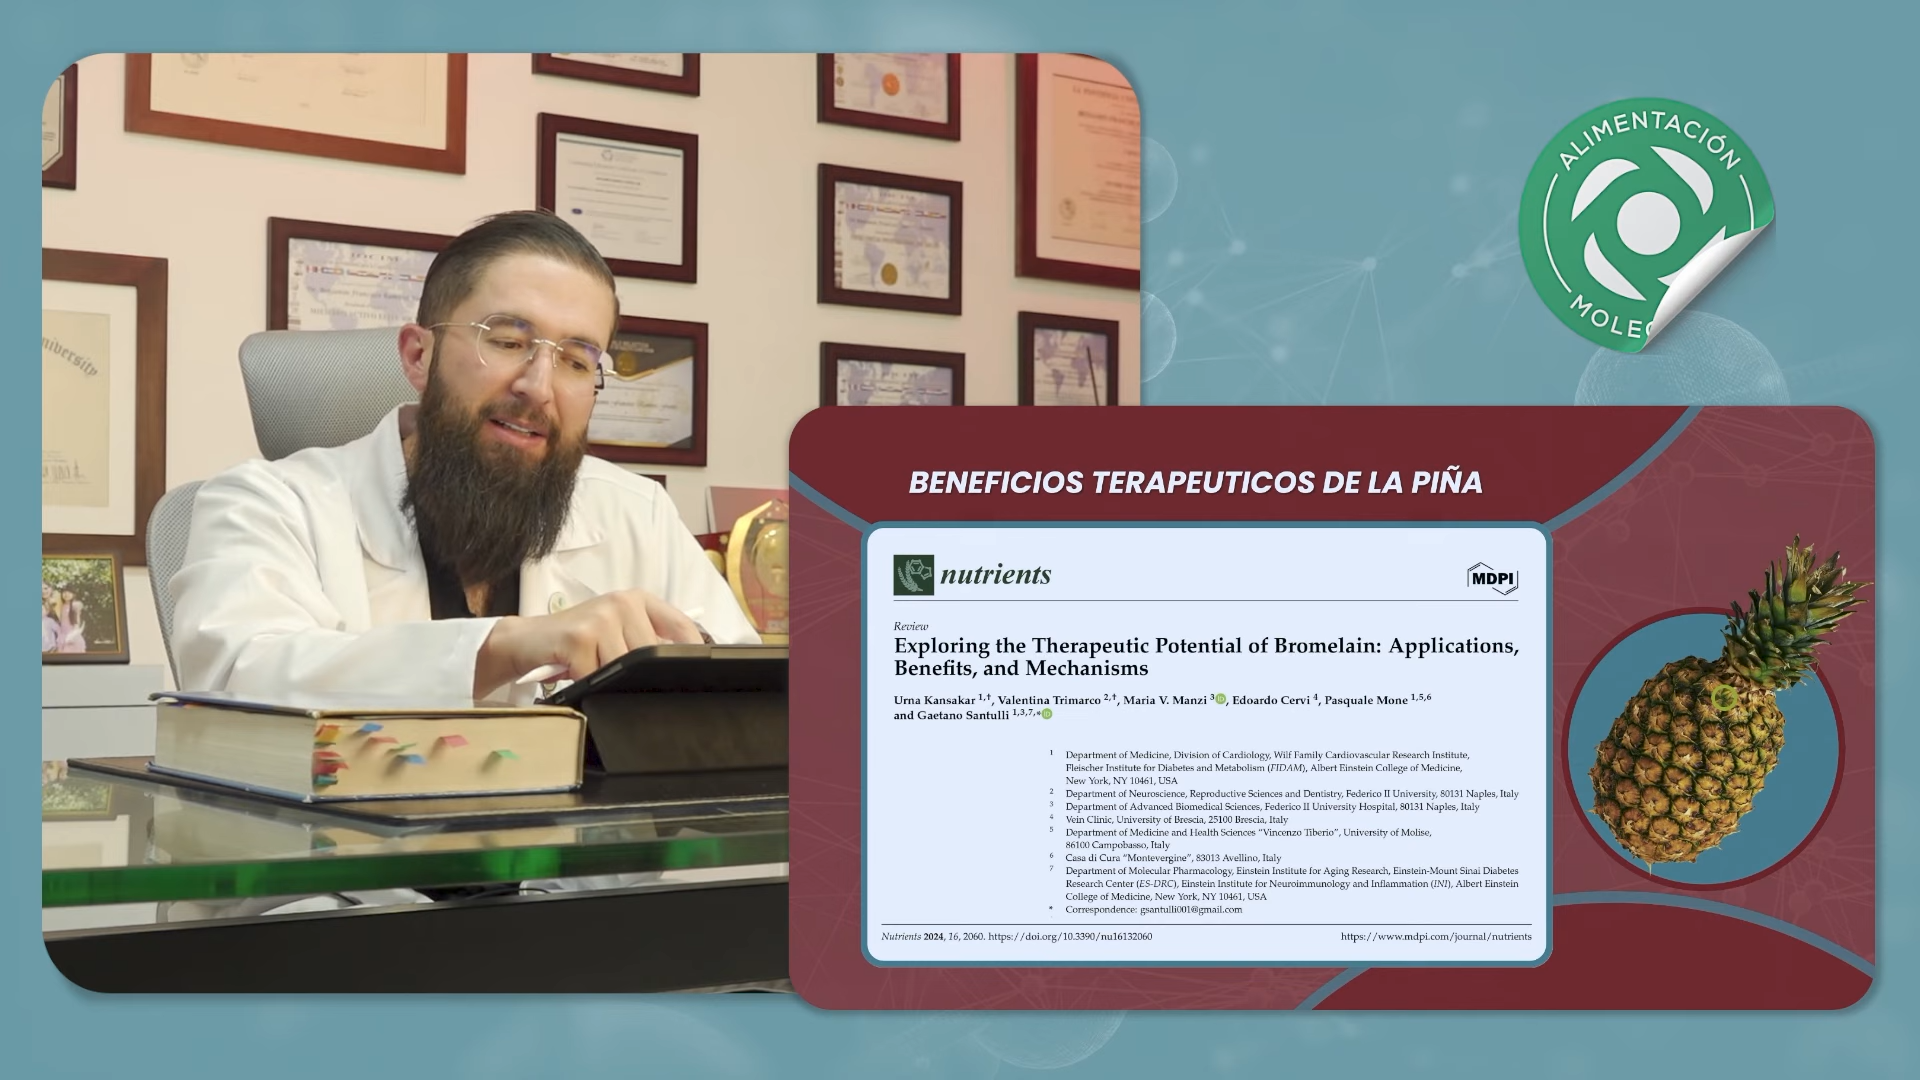 ALIMENTACIÓN
BENEFICIOS TERAPEUTICOS DE LA PIÑA
nutrients
MDPI
Review
Exploring the Therapeutic Potential of Bromelain: Applications,
Benefits, and Mechanisms
Urna Kansakar 1,†, Valentina Trimarco 2,†, Maria V. Manzi 3, Edoardo Cervi 4, Pasquale Mone 1,5,6
and Gaetano Santulli 1,3,7,*
1 Department of Medicine, Division of Cardiology, Wilf Family Cardiovascular Research Institute,
Fleischer Institute for Diabetes and Metabolism (FIDAM), Albert Einstein College of Medicine,
New York, NY 10461, USA
2 Department of Neuroscience, Reproductive Sciences and Dentistry, Federico II University, 80131 Naples, Italy
3 Department of Advanced Biomedical Sciences, Federico II University Hospital, 80131 Naples, Italy
4 Vein Clinic, University of Brescia, 25100 Brescia, Italy
5 Department of Medicine and Health Sciences “Vincenzo Tiberio”, University of Molise,
86100 Campobasso, Italy
6 Casa di Cura “Montevergine”, 83013 Avellino, Italy
7 Department of Molecular Pharmacology, Einstein Institute for Aging Research, Einstein-Mount Sinai Diabetes
Research Center (ES-DRC), Einstein Institute for Neuroimmunology and Inflammation (INI), Albert Einstein
College of Medicine, New York, NY 10461, USA
* Correspondence: gsantulli001@gmail.com
Nutrients 2024, 16, 2060. https://doi.org/10.3390/nu16132060
https://www.mdpi.com/journal/nutrients